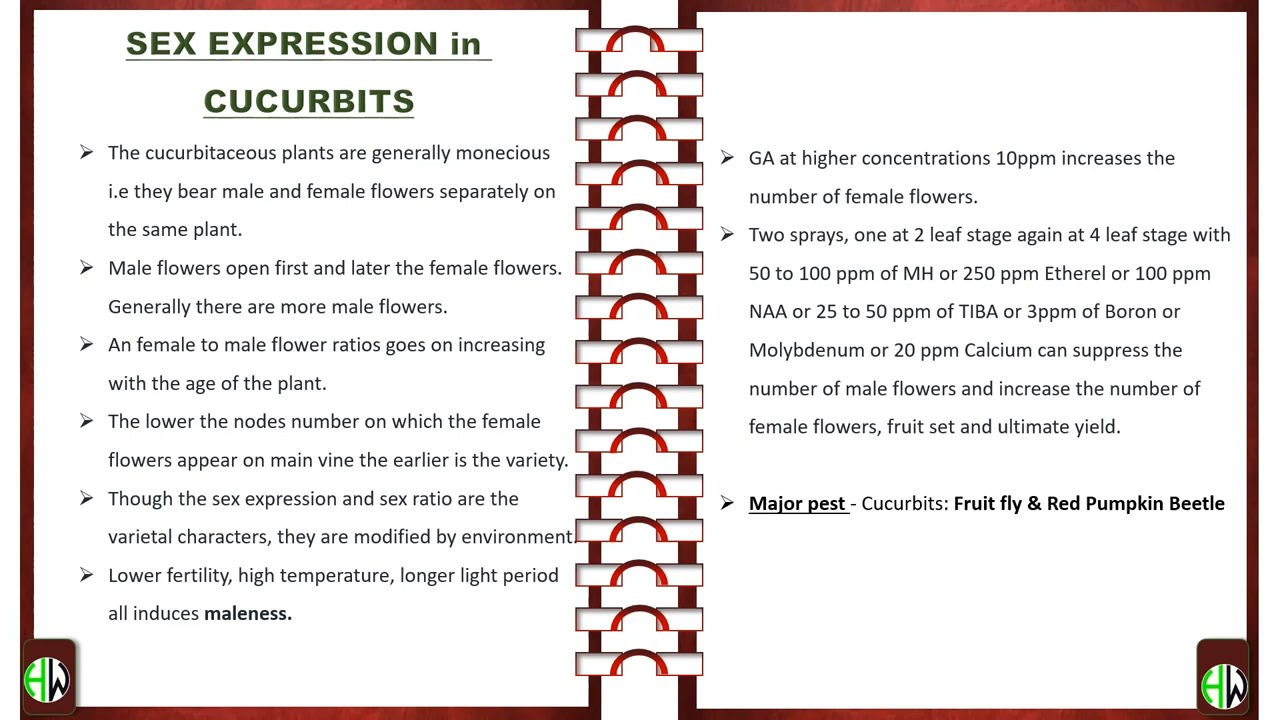 SEX EXPRESSION in
CUCURBITS
➢ The cucurbitaceous plants are generally monecious
i.e they bear male and female flowers separately on
the same plant.
➢ Male flowers open first and later the female flowers.
Generally there are more male flowers.
➢ An female to male flower ratios goes on increasing
with the age of the plant.
➢ The lower the nodes number on which the female
flowers appear on main vine the earlier is the variety.
➢ Though the sex expression and sex ratio are the
varietal characters, they are modified by environment.
➢ Lower fertility, high temperature, longer light period
all induces maleness.
HW
➢ GA at higher concentrations 10ppm increases the
number of female flowers.
➢ Two sprays, one at 2 leaf stage again at 4 leaf stage with
50 to 100 ppm of MH or 250 ppm Etherel or 100 ppm
NAA or 25 to 50 ppm of TIBA or 3ppm of Boron or
Molybdenum or 20 ppm Calcium can suppress the
number of male flowers and increase the number of
female flowers, fruit set and ultimate yield.
➢ Major pest - Cucurbits: Fruit fly & Red Pumpkin Beetle
HW